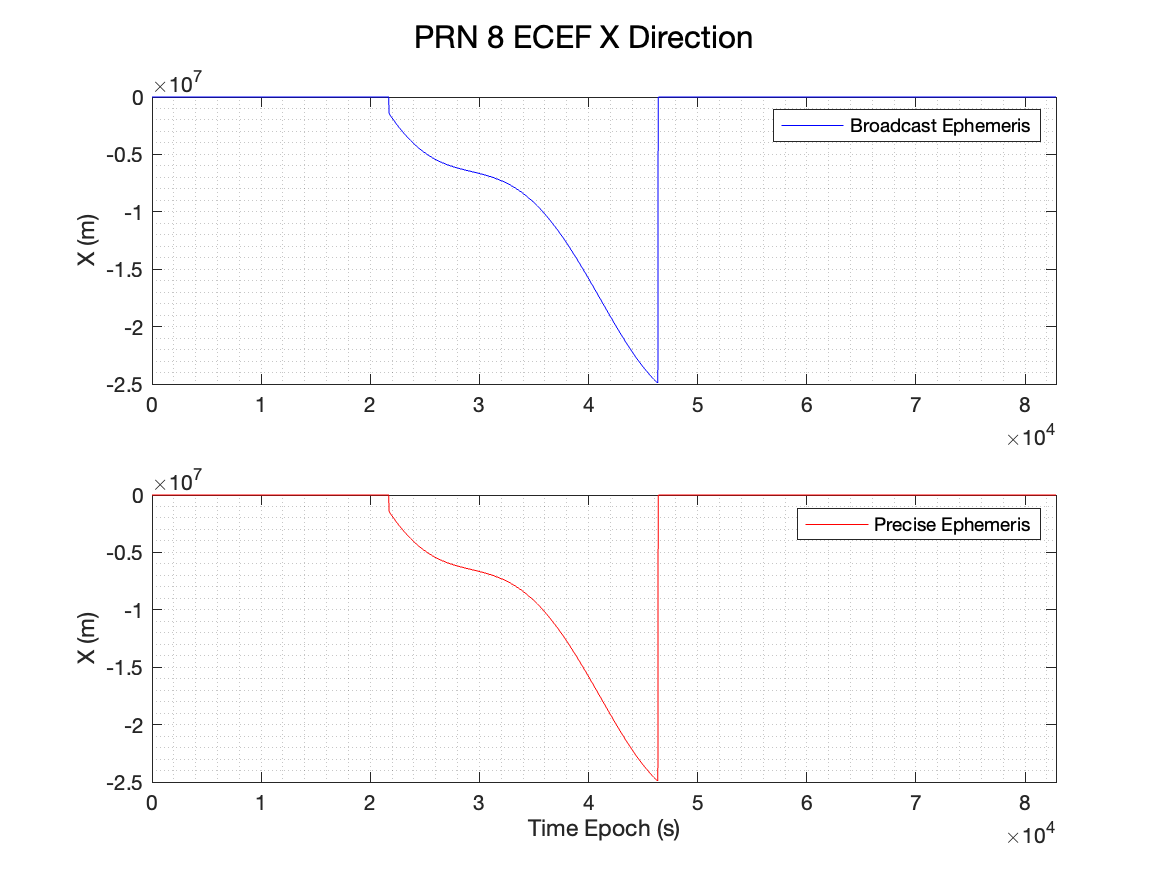 PRN 8 ECEF X Direction
×10^7
0
-0.5
-1
-1.5
-2
-2.5
X (m)
Broadcast Ephemeris
0 1 2 3 4 5 6 7 8
×10^4
×10^7
0
-0.5
-1
-1.5
-2
-2.5
X (m)
Precise Ephemeris
0 1 2 3 4 5 6 7 8
Time Epoch (s)
×10^4